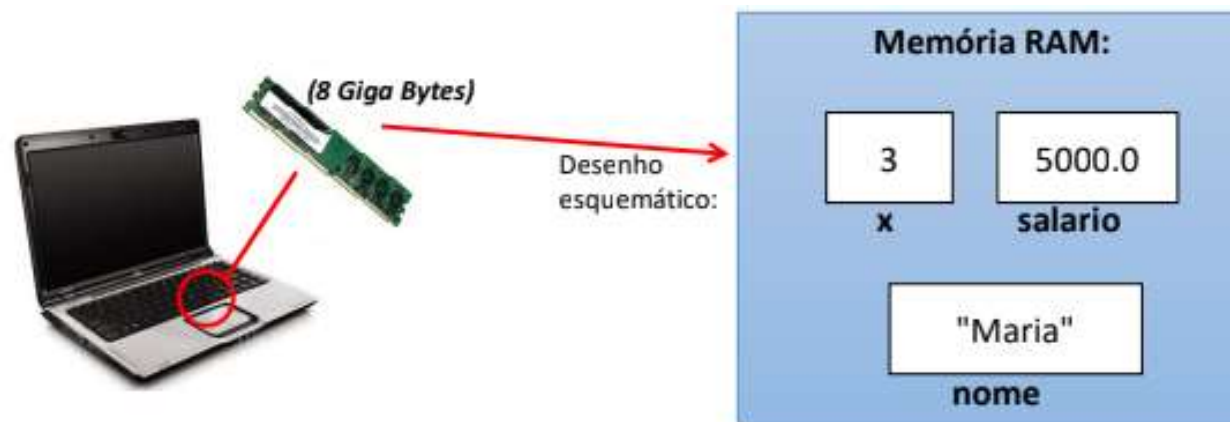 (8 Giga Bytes)
Desenho
esquemático:
Memória RAM:
3
5000.0
x
salario
"Maria"
nome